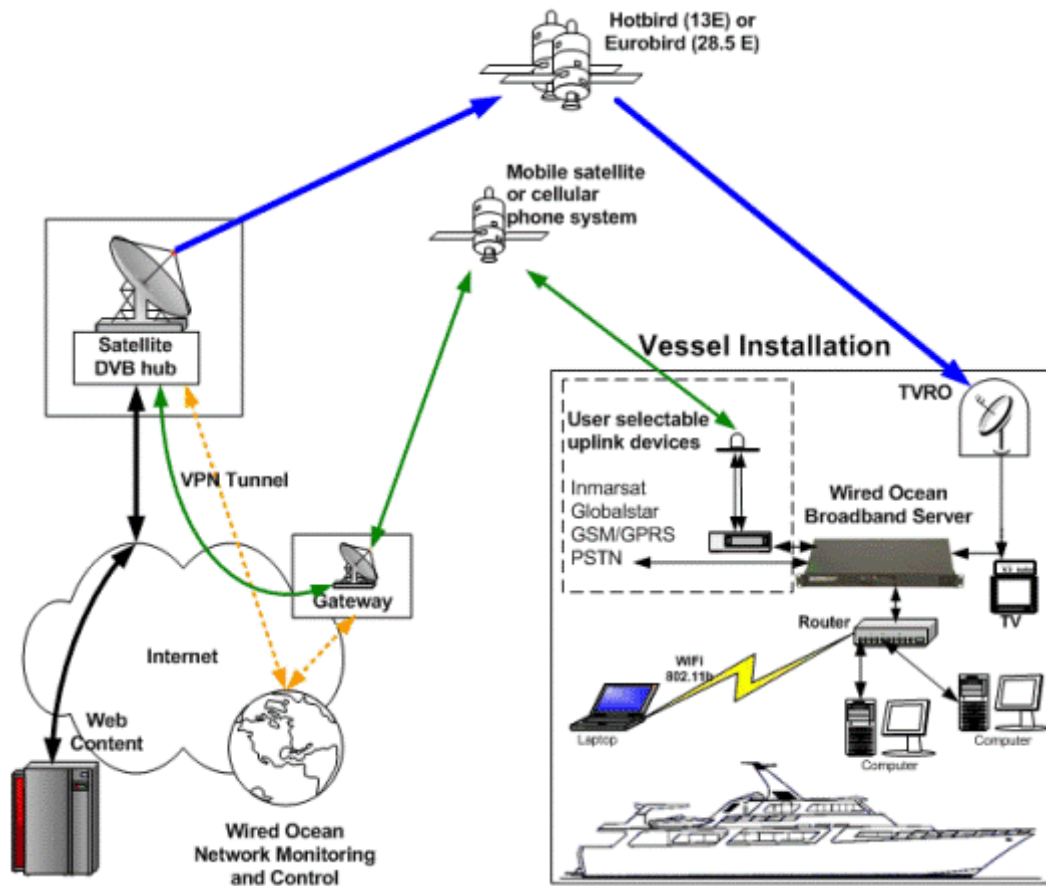 Hotbird (13E) or
Eurobird (28.5 E)
Mobile satellite
or cellular
phone system
Satellite
DVB hub
VPN Tunnel
Gateway
Internet
Web
Content
Wired Ocean
Network Monitoring
and Control
Vessel Installation
TVRO
User selectable
uplink devices
Inmarsat
Globalstar
GSM/GPRS
PSTN
Wired Ocean
Broadband Server
TV
Router
WiFi
802.11b
Laptop
Computer
Computer